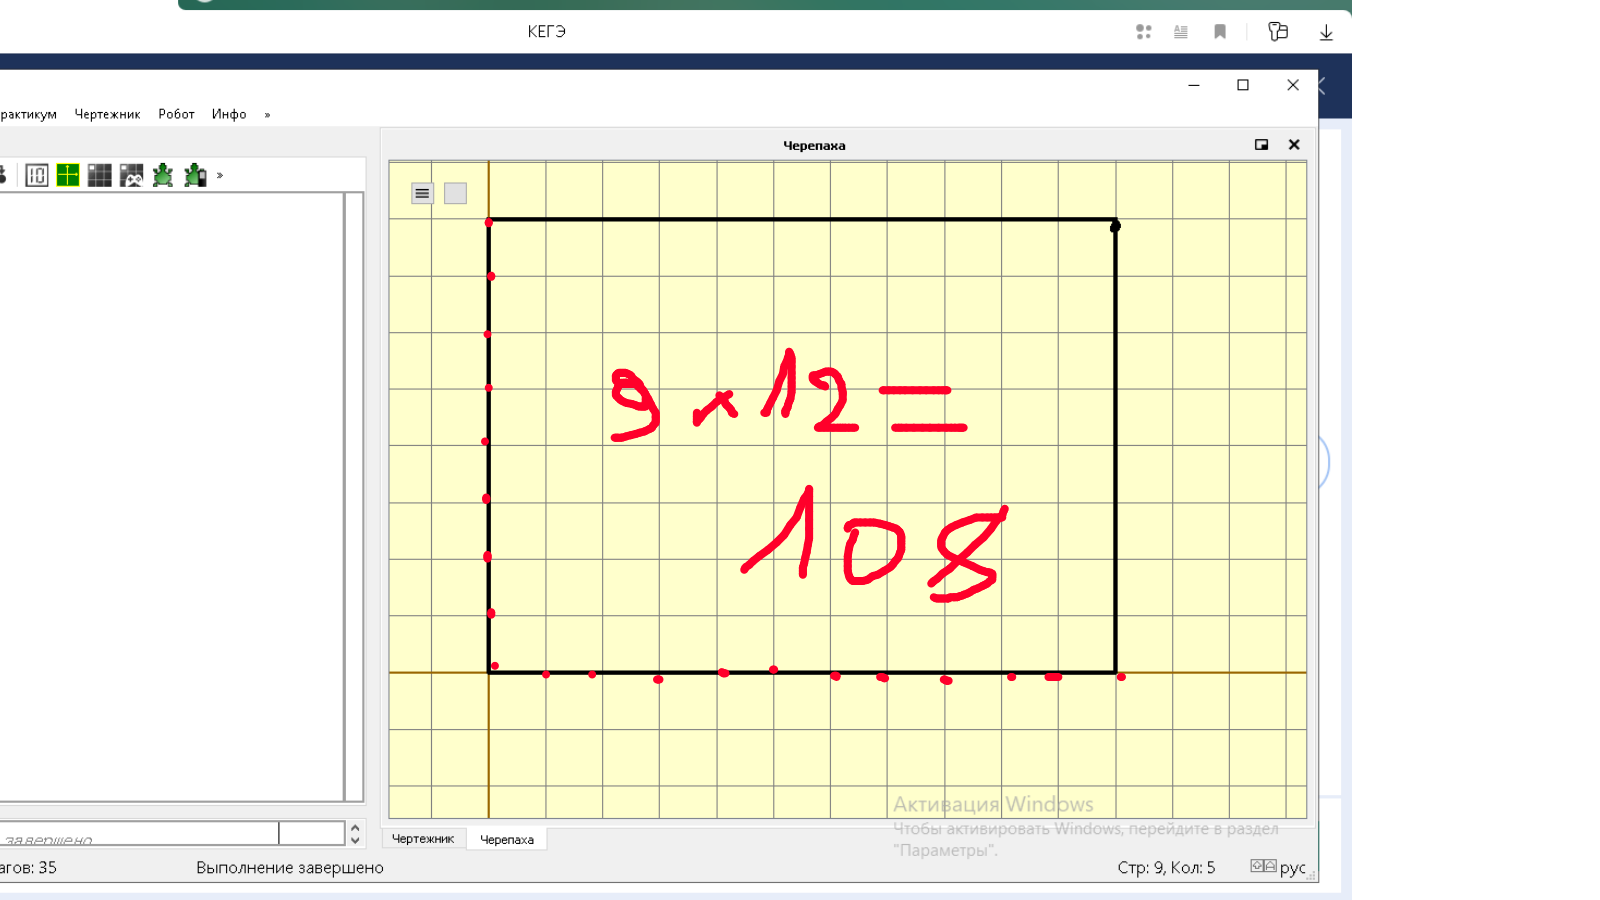 КЕГЭ
рактикум Чертежник Робот Инфо »
Черепаха
»
9 x 12 =
108
завершено
Чертежник Черепаха
Активация Windows
Чтобы активировать Windows, перейдите в раздел
"Параметры".
агов: 35 Выполнение завершено Стр: 9, Кол: 5 рус